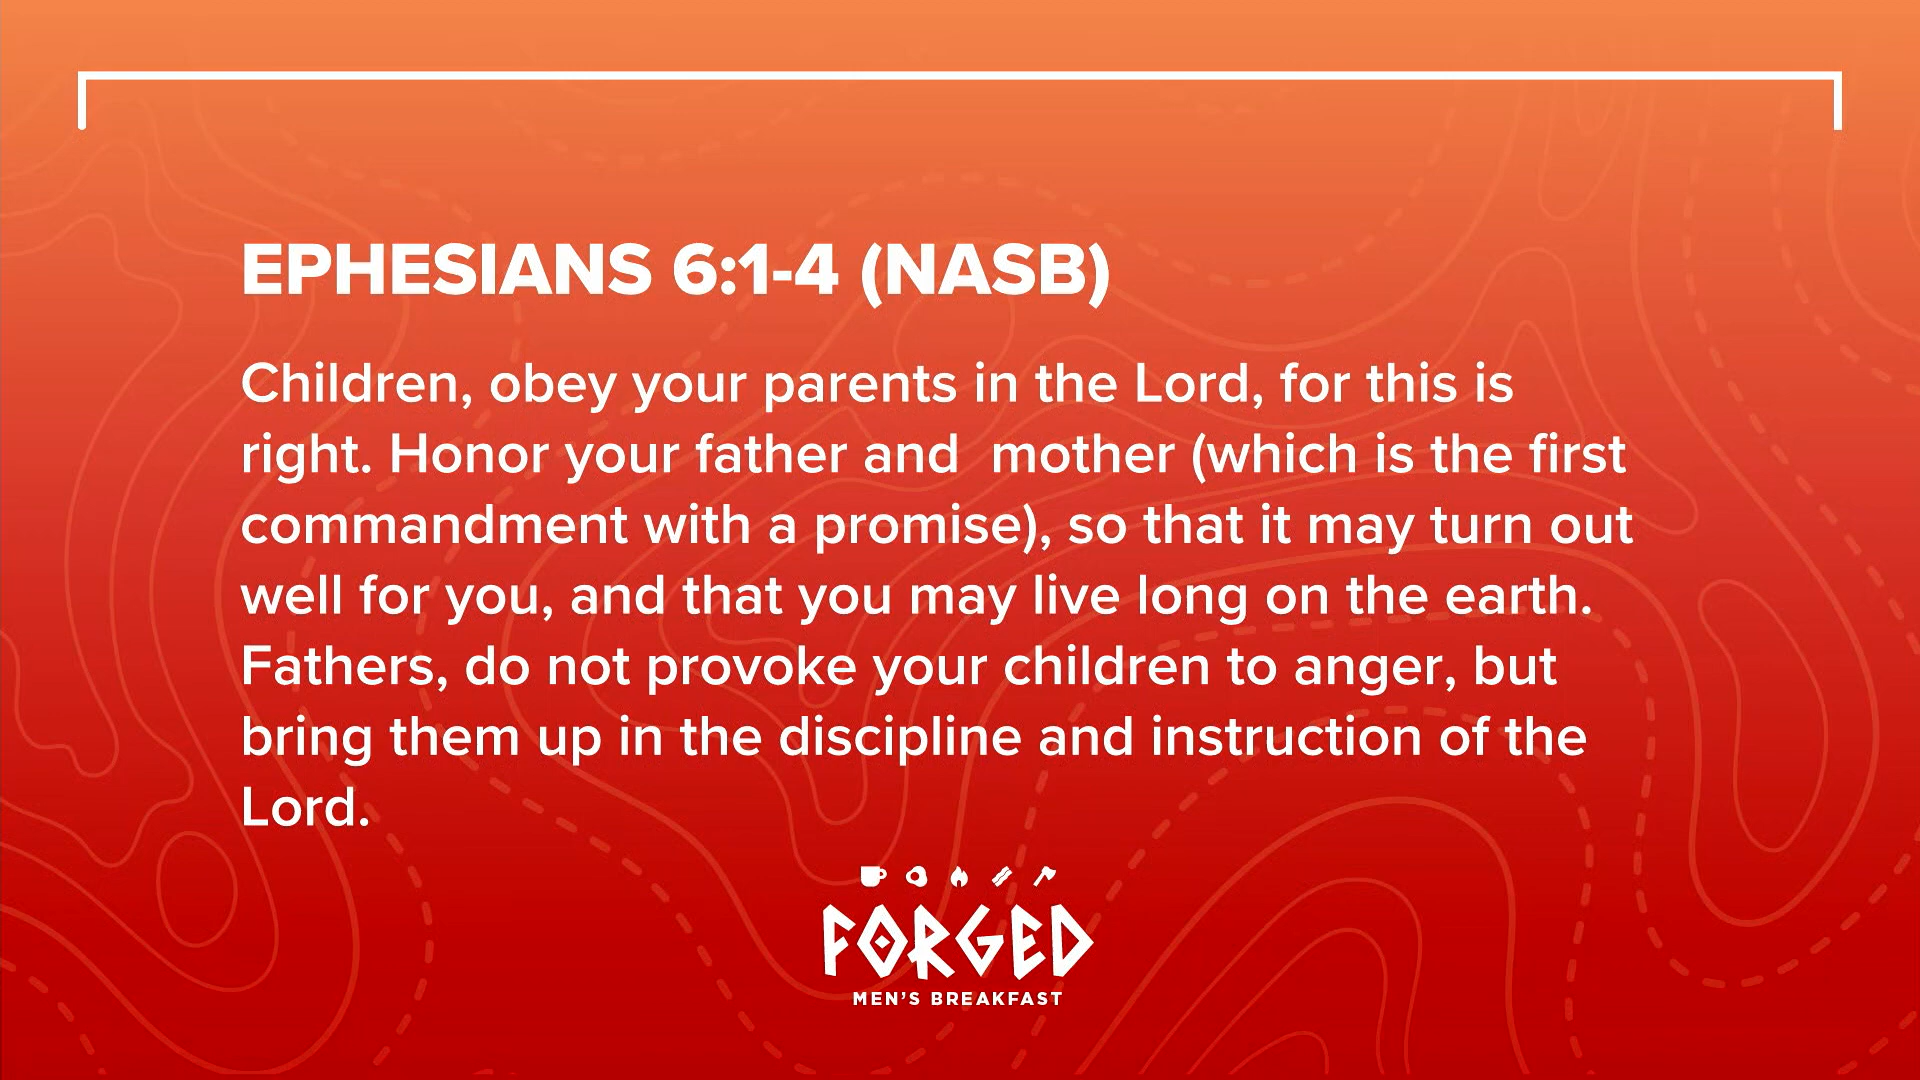 EPHESIANS 6:1-4 (NASB)
Children, obey your parents in the Lord, for this is
right. Honor your father and  mother (which is the first
commandment with a promise), so that it may turn out
well for you, and that you may live long on the earth.
Fathers, do not provoke your children to anger, but
bring them up in the discipline and instruction of the
Lord.
FORGED
MEN'S BREAKFAST